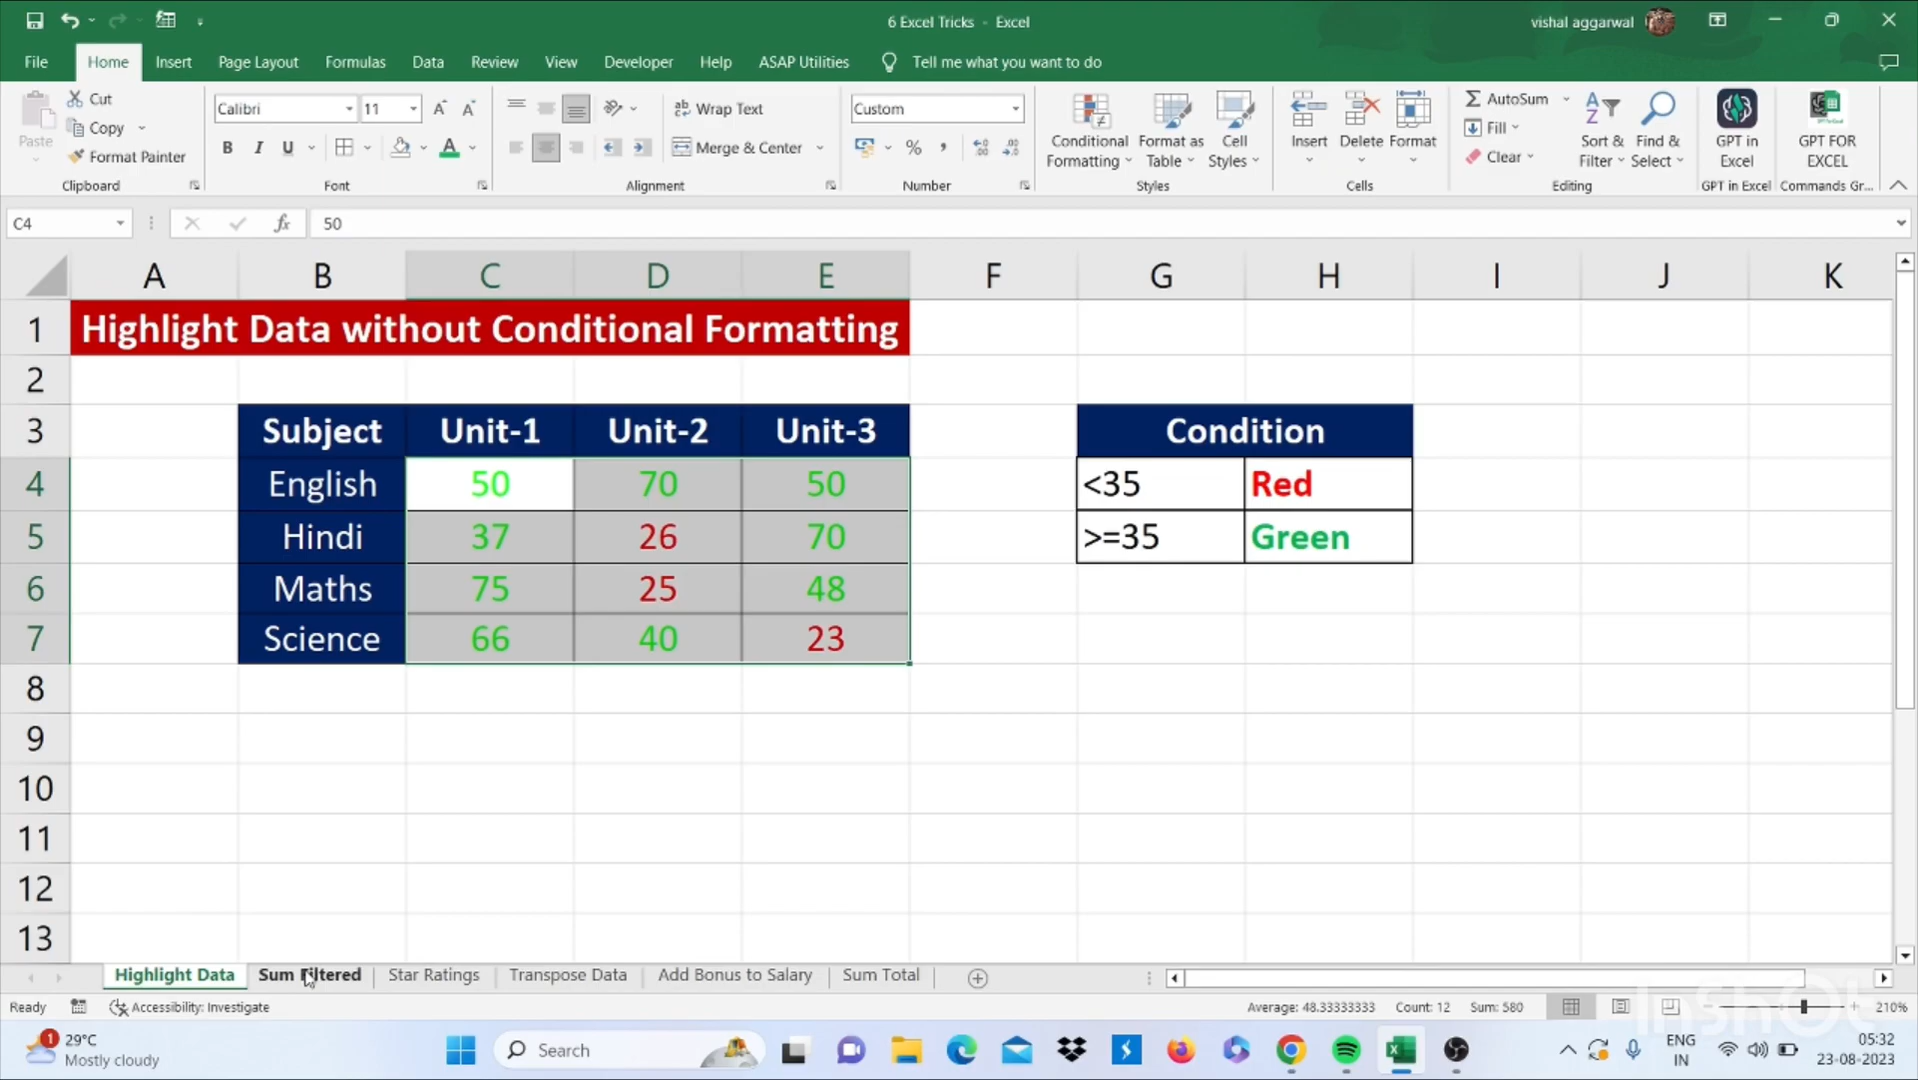 6 Excel Tricks - Excel
vishal aggarwal
File Home Insert Page Layout Formulas Data Review View Developer Help ASAP Utilities Tell me what you want to do
Paste
Cut
Copy
Format Painter
Clipboard
Calibri 11
B I U
Font
Wrap Text
Merge & Center
Alignment
Custom
%
Number
Conditional Formatting
Format as Table
Cell Styles
Styles
Insert Delete Format
Cells
AutoSum
Fill
Clear
Sort & Filter
Find & Select
Editing
GPT in Excel
GPT in Excel
GPT FOR EXCEL
Commands Gr...
C4 fx 50
A B C D E F G H I J K
1 Highlight Data without Conditional Formatting
2
3 Subject Unit-1 Unit-2 Unit-3 Condition
4 English 50 70 50 <35 Red
5 Hindi 37 26 70 >=35 Green
6 Maths 75 25 48
7 Science 66 40 23
8
9
10
11
12
13
Highlight Data Sum Filtered Star Ratings Transpose Data Add Bonus to Salary Sum Total
Ready Accessibility: Investigate Average: 48.33333333 Count: 12 Sum: 580 210%
InShot
1 29°C
Mostly cloudy
Search
ENG
IN
05:32
23-08-2023